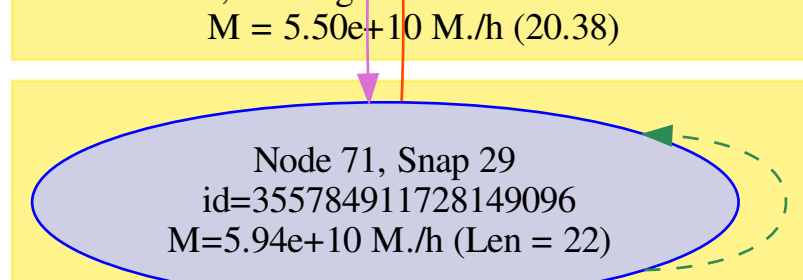 M = 5.50e+10 M./h (20.38)
Node 71, Snap 29
id=355784911728149096
M=5.94e+10 M./h (Len = 22)